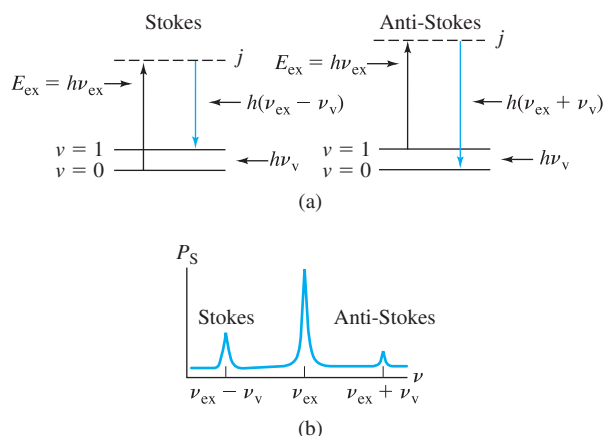 Stokes
Anti-Stokes
j
j
E_ex = hν_ex
E_ex = hν_ex
h(ν_ex − ν_v)
h(ν_ex + ν_v)
v = 1
v = 0
hν_v
v = 1
v = 0
hν_v
(a)
P_S
Stokes
Anti-Stokes
ν
ν_ex − ν_v
ν_ex
ν_ex + ν_v
(b)